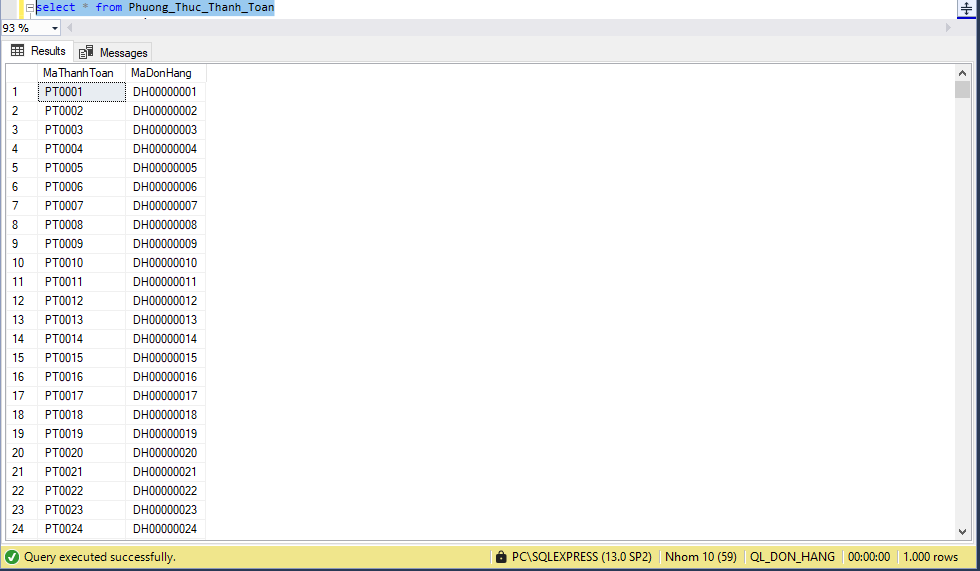 select * from Phuong_Thuc_Thanh_Toan
93 %
Results Messages
MaThanhToan MaDonHang
1 PT0001 DH00000001
2 PT0002 DH00000002
3 PT0003 DH00000003
4 PT0004 DH00000004
5 PT0005 DH00000005
6 PT0006 DH00000006
7 PT0007 DH00000007
8 PT0008 DH00000008
9 PT0009 DH00000009
10 PT0010 DH00000010
11 PT0011 DH00000011
12 PT0012 DH00000012
13 PT0013 DH00000013
14 PT0014 DH00000014
15 PT0015 DH00000015
16 PT0016 DH00000016
17 PT0017 DH00000017
18 PT0018 DH00000018
19 PT0019 DH00000019
20 PT0020 DH00000020
21 PT0021 DH00000021
22 PT0022 DH00000022
23 PT0023 DH00000023
24 PT0024 DH00000024
Query executed successfully. PC\SQLEXPRESS (13.0 SP2) Nhom 10 (59) QL_DON_HANG 00:00:00 1.000 rows